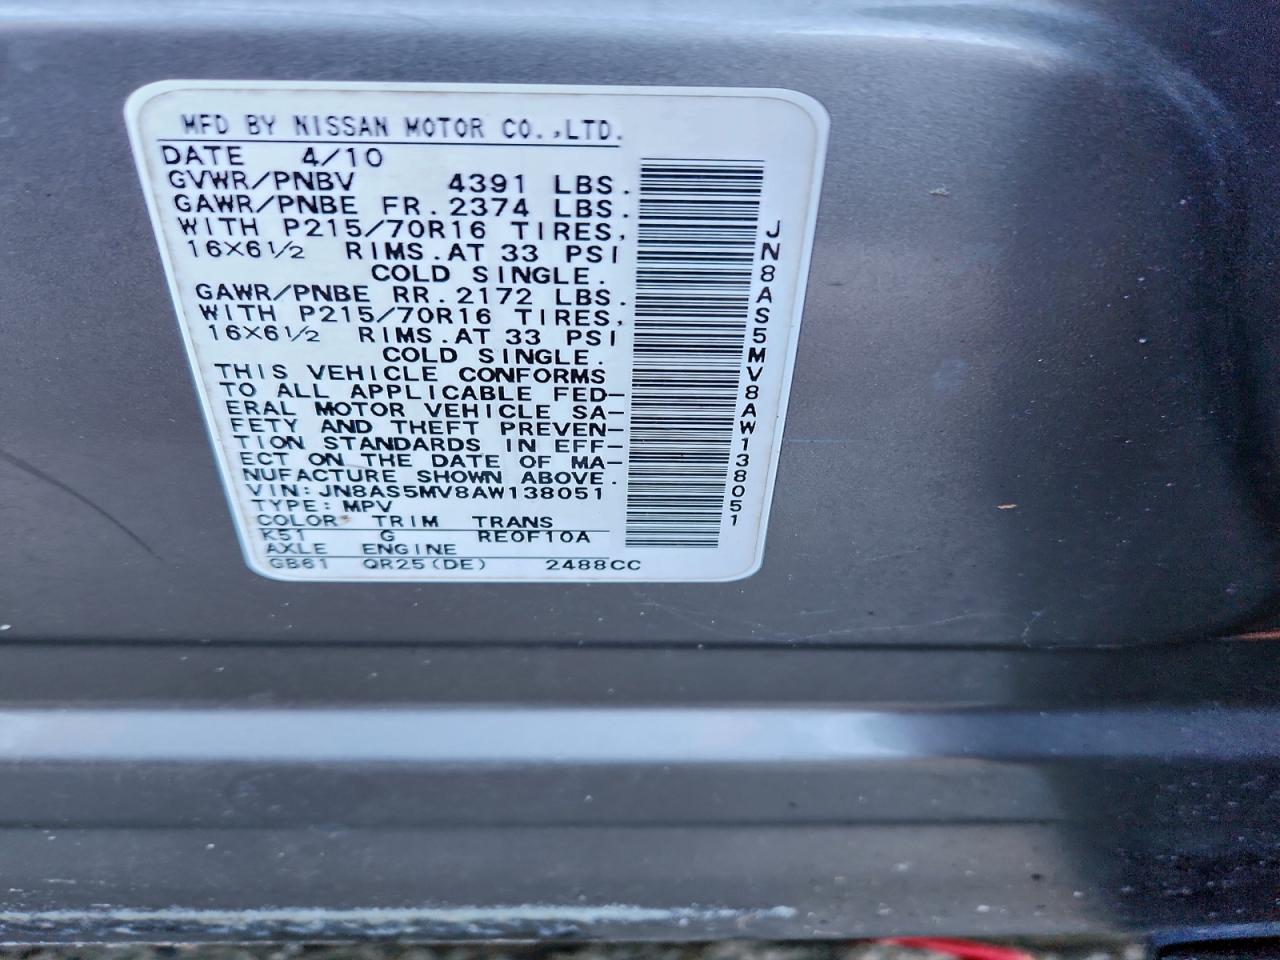 MFD BY NISSAN MOTOR CO.,LTD.
DATE 4/10
GVWR/PNBV 4391 LBS.
GAWR/PNBE FR.2374 LBS.
WITH P215/70R16 TIRES,
16X6½ RIMS.AT 33 PSI
COLD SINGLE.
GAWR/PNBE RR.2172 LBS.
WITH P215/70R16 TIRES,
16X6½ RIMS.AT 33 PSI
COLD SINGLE.
THIS VEHICLE CONFORMS
TO ALL APPLICABLE FED-
ERAL MOTOR VEHICLE SA-
FETY AND THEFT PREVEN-
TION STANDARDS IN EFF-
ECT ON THE DATE OF MA-
NUFACTURE SHOWN ABOVE.
VIN:JN8AS5MV8AW138051
TYPE:MPV
COLOR TRIM TRANS
K51 G RE0F10A
AXLE ENGINE
GB61 QR25(DE) 2488CC
JN8AS5MV8AW138051